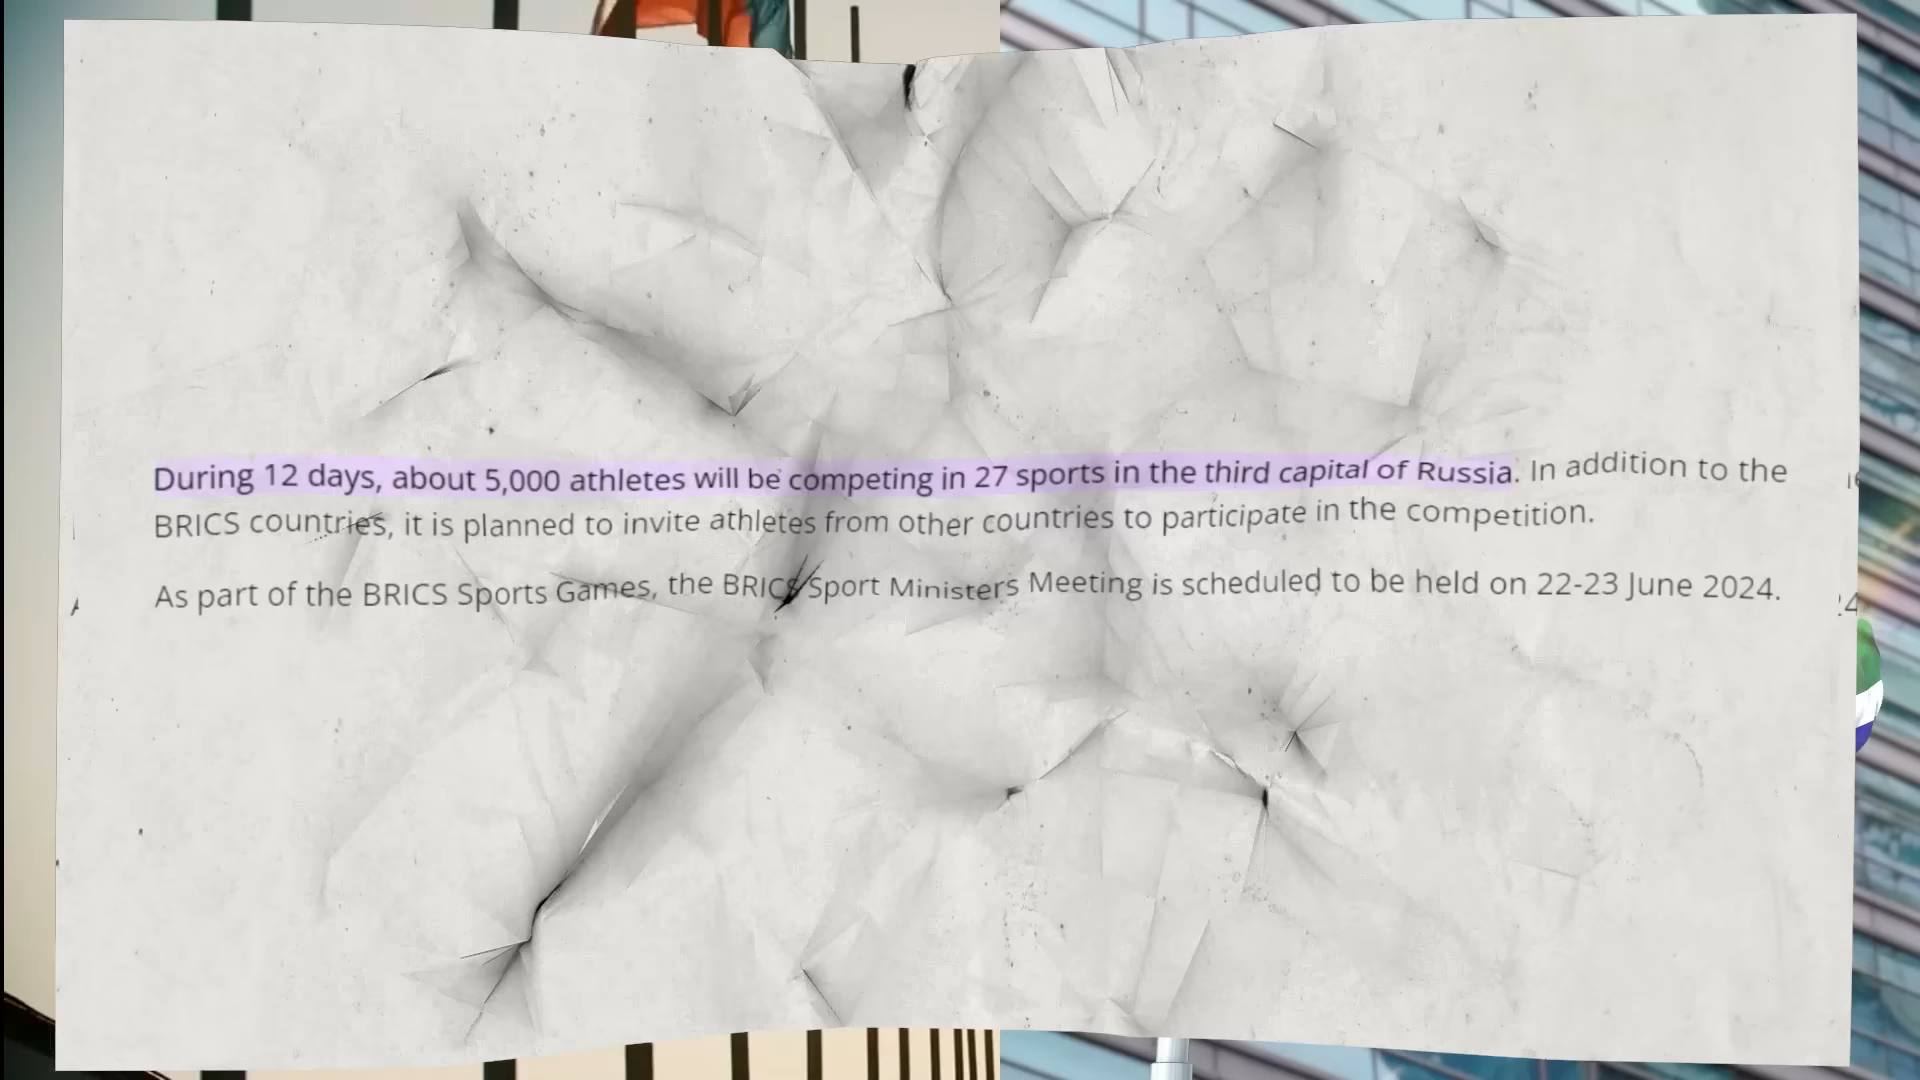 During 12 days, about 5,000 athletes will be competing in 27 sports in the third capital of Russia. In addition to the
BRICS countries, it is planned to invite athletes from other countries to participate in the competition.
As part of the BRICS Sports Games, the BRICS Sport Ministers Meeting is scheduled to be held on 22-23 June 2024.